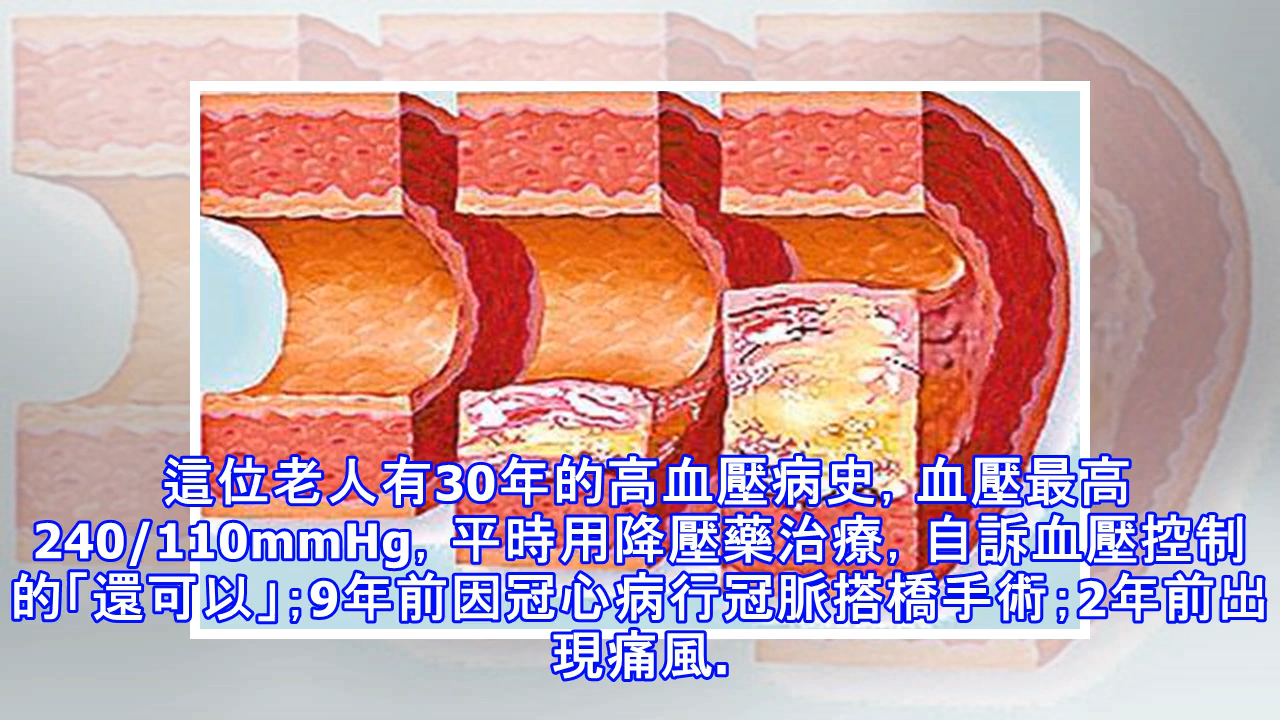 這位老人有30年的高血壓病史, 血壓最高
240/110mmHg, 平時用降壓藥治療, 自訴血壓控制
的「還可以」;9年前因冠心病行冠脈搭橋手術;2年前出
現痛風.